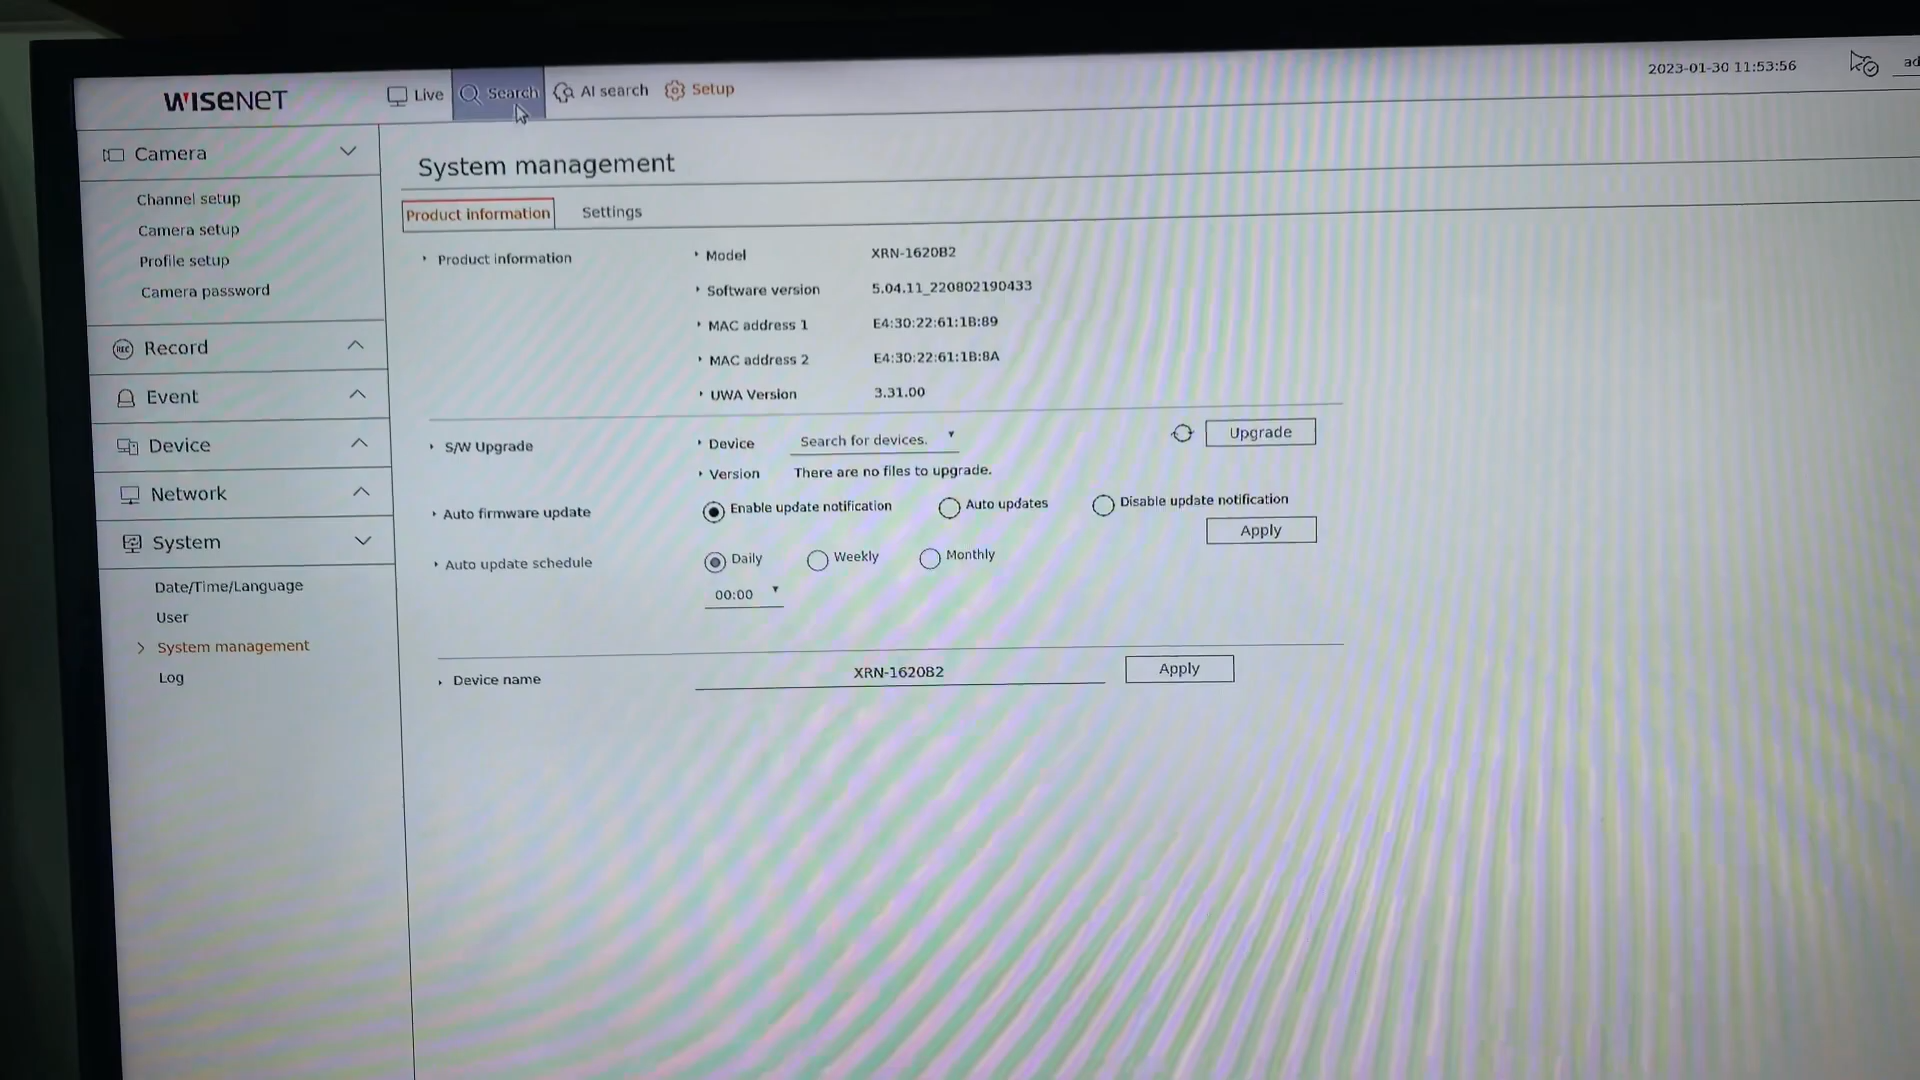 WISENET
Live
Search
AI search
Setup
2023-01-30 11:53:56
Camera
Channel setup
Camera setup
Profile setup
Camera password
REC Record
Event
Device
Network
System
Date/Time/Language
User
System management
Log
System management
Product information
Settings
Product information
Model XRN-1620B2
Software version 5.04.11_220802190433
MAC address 1 E4:30:22:61:1B:89
MAC address 2 E4:30:22:61:1B:8A
UWA Version 3.31.00
S/W Upgrade
Device Search for devices. Upgrade
Version There are no files to upgrade.
Auto firmware update Enable update notification Auto updates Disable update notification
Apply
Auto update schedule Daily Weekly Monthly
00:00
Device name XRN-1620B2 Apply